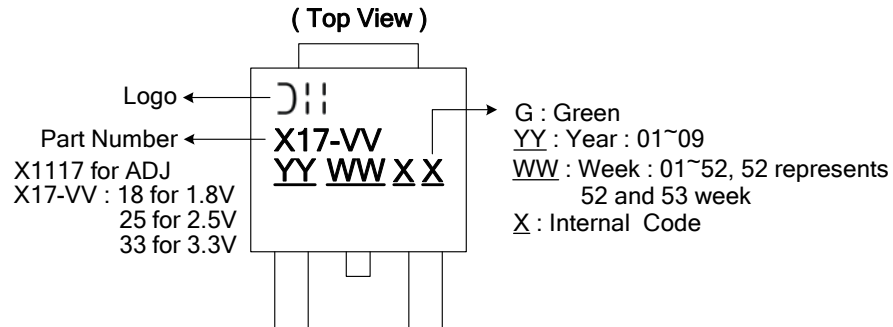 ( Top View )
Logo
Part Number
X1117 for ADJ
X17-VV : 18 for 1.8V
25 for 2.5V
33 for 3.3V
X17-VV
YY WW X X
G : Green
YY : Year : 01~09
WW : Week : 01~52, 52 represents
52 and 53 week
X : Internal Code